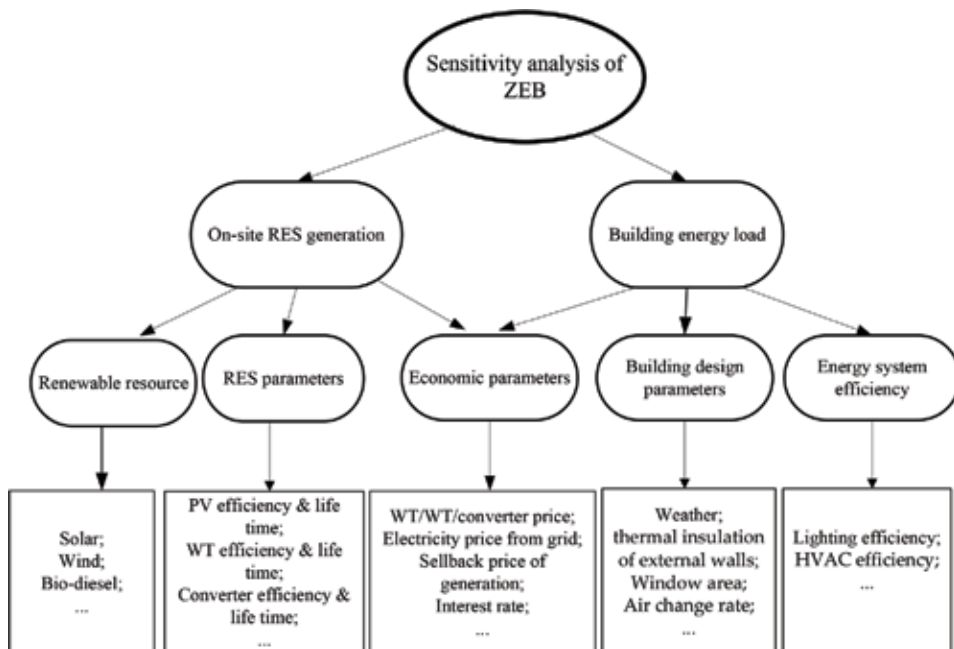 Sensitivity analysis of
ZEB
On-site RES generation
Building energy load
Renewable resource
RES parameters
Economic parameters
Building design
parameters
Energy system
efficiency
Solar;
Wind;
Bio-diesel;
...
PV efficiency & life
time;
WT efficiency & life
time;
Converter efficiency &
life time;
...
WT/WT/converter price;
Electricity price from grid;
Sellback price of
generation;
Interest rate;
...
Weather;
thermal insulation
of external walls;
Window area;
Air change rate;
...
Lighting efficiency;
HVAC efficiency;
...